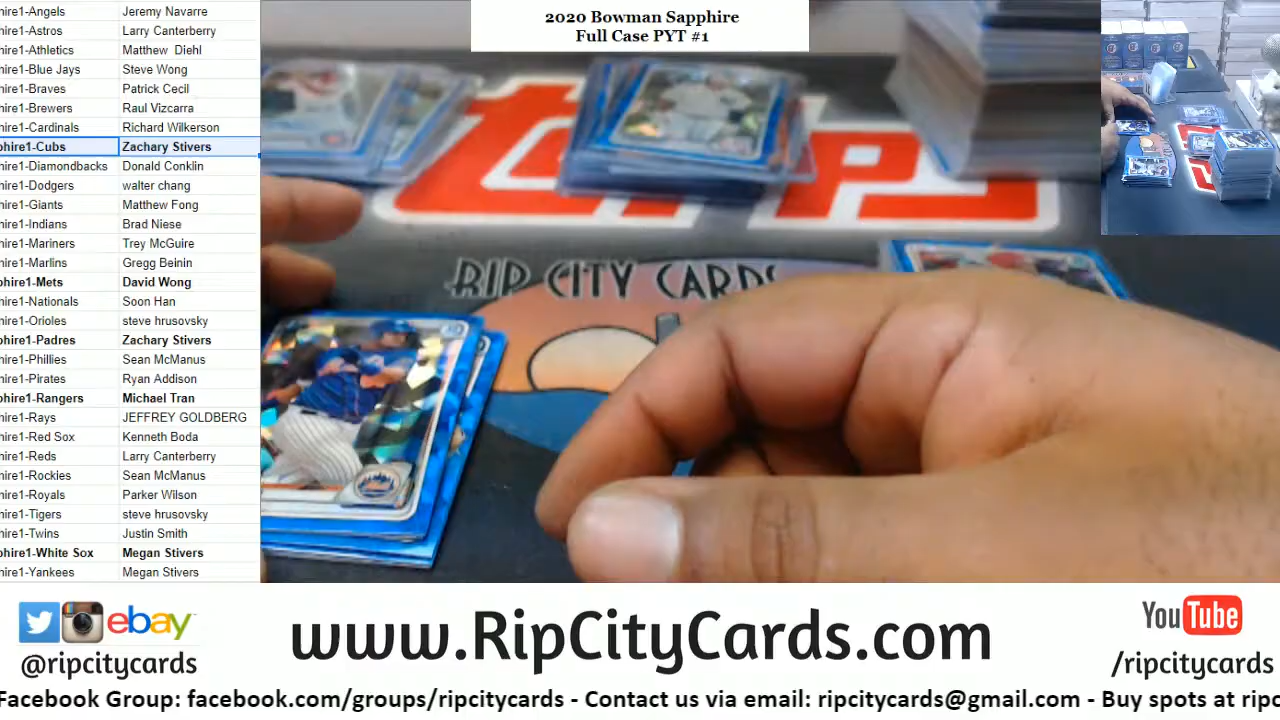 hire1-Angels Jeremy Navarre
hire1-Astros Larry Canterberry
hire1-Athletics Matthew Diehl
hire1-Blue Jays Steve Wong
hire1-Braves Patrick Cecil
hire1-Brewers Raul Vizcarra
hire1-Cardinals Richard Wilkerson
phire1-Cubs Zachary Stivers
hire1-Diamondbacks Donald Conklin
hire1-Dodgers walter chang
hire1-Giants Matthew Fong
hire1-Indians Brad Niese
hire1-Mariners Trey McGuire
hire1-Marlins Gregg Beinin
phire1-Mets David Wong
hire1-Nationals Soon Han
hire1-Orioles steve hrusovsky
phire1-Padres Zachary Stivers
hire1-Phillies Sean McManus
hire1-Pirates Ryan Addison
phire1-Rangers Michael Tran
hire1-Rays JEFFREY GOLDBERG
hire1-Red Sox Kenneth Boda
hire1-Reds Larry Canterberry
hire1-Rockies Sean McManus
hire1-Royals Parker Wilson
hire1-Tigers steve hrusovsky
hire1-Twins Justin Smith
phire1-White Sox Megan Stivers
hire1-Yankees Megan Stivers
2020 Bowman Sapphire
Full Case PYT #1
RIP CITY CARDS
ebay
@ripcitycards
www.RipCityCards.com
YouTube
/ripcitycards
Facebook Group: facebook.com/groups/ripcitycards - Contact us via email: ripcitycards@gmail.com - Buy spots at ripc